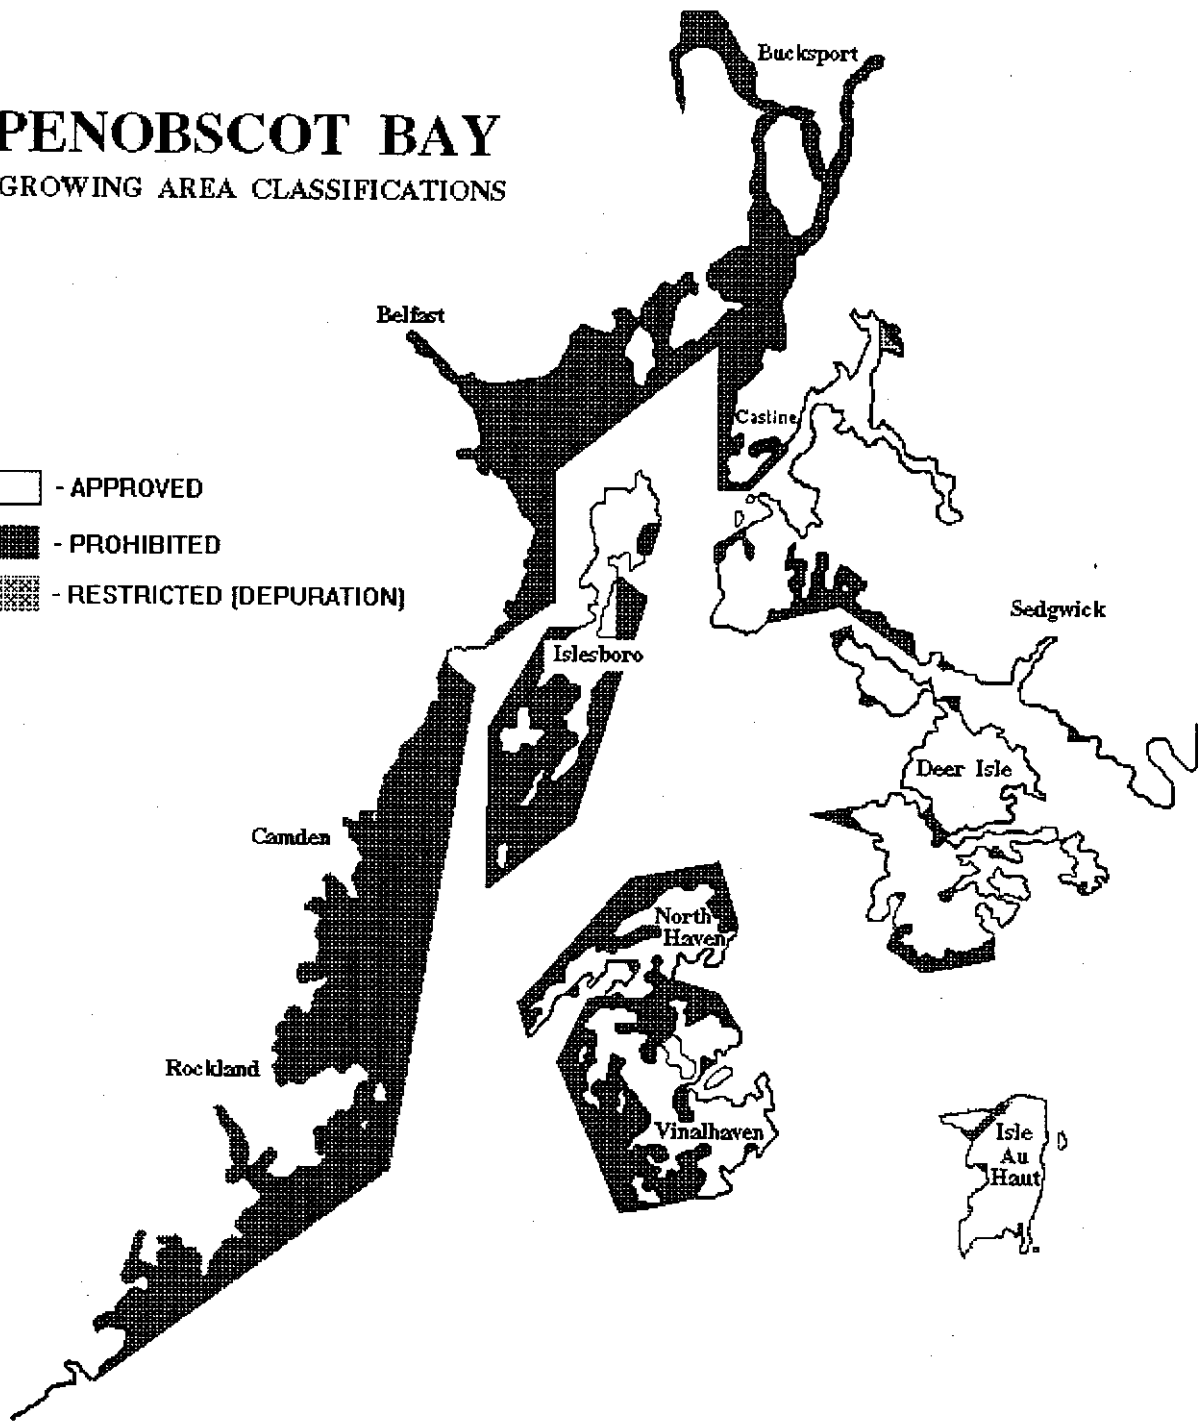 PENOBSCOT BAY
GROWING AREA CLASSIFICATIONS
Bucksport
Belfast
Castine
- APPROVED
- PROHIBITED
- RESTRICTED (DEPURATION)
Sedgwick
Islesboro
Deer Isle
Camden
North
Haven
Rockland
Vinalhaven
Isle
Au
Haut